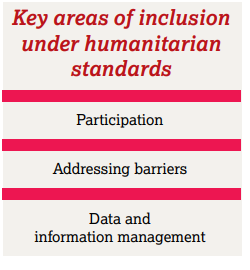 Key areas of inclusion
under humanitarian
standards
Participation
Addressing barriers
Data and
information management